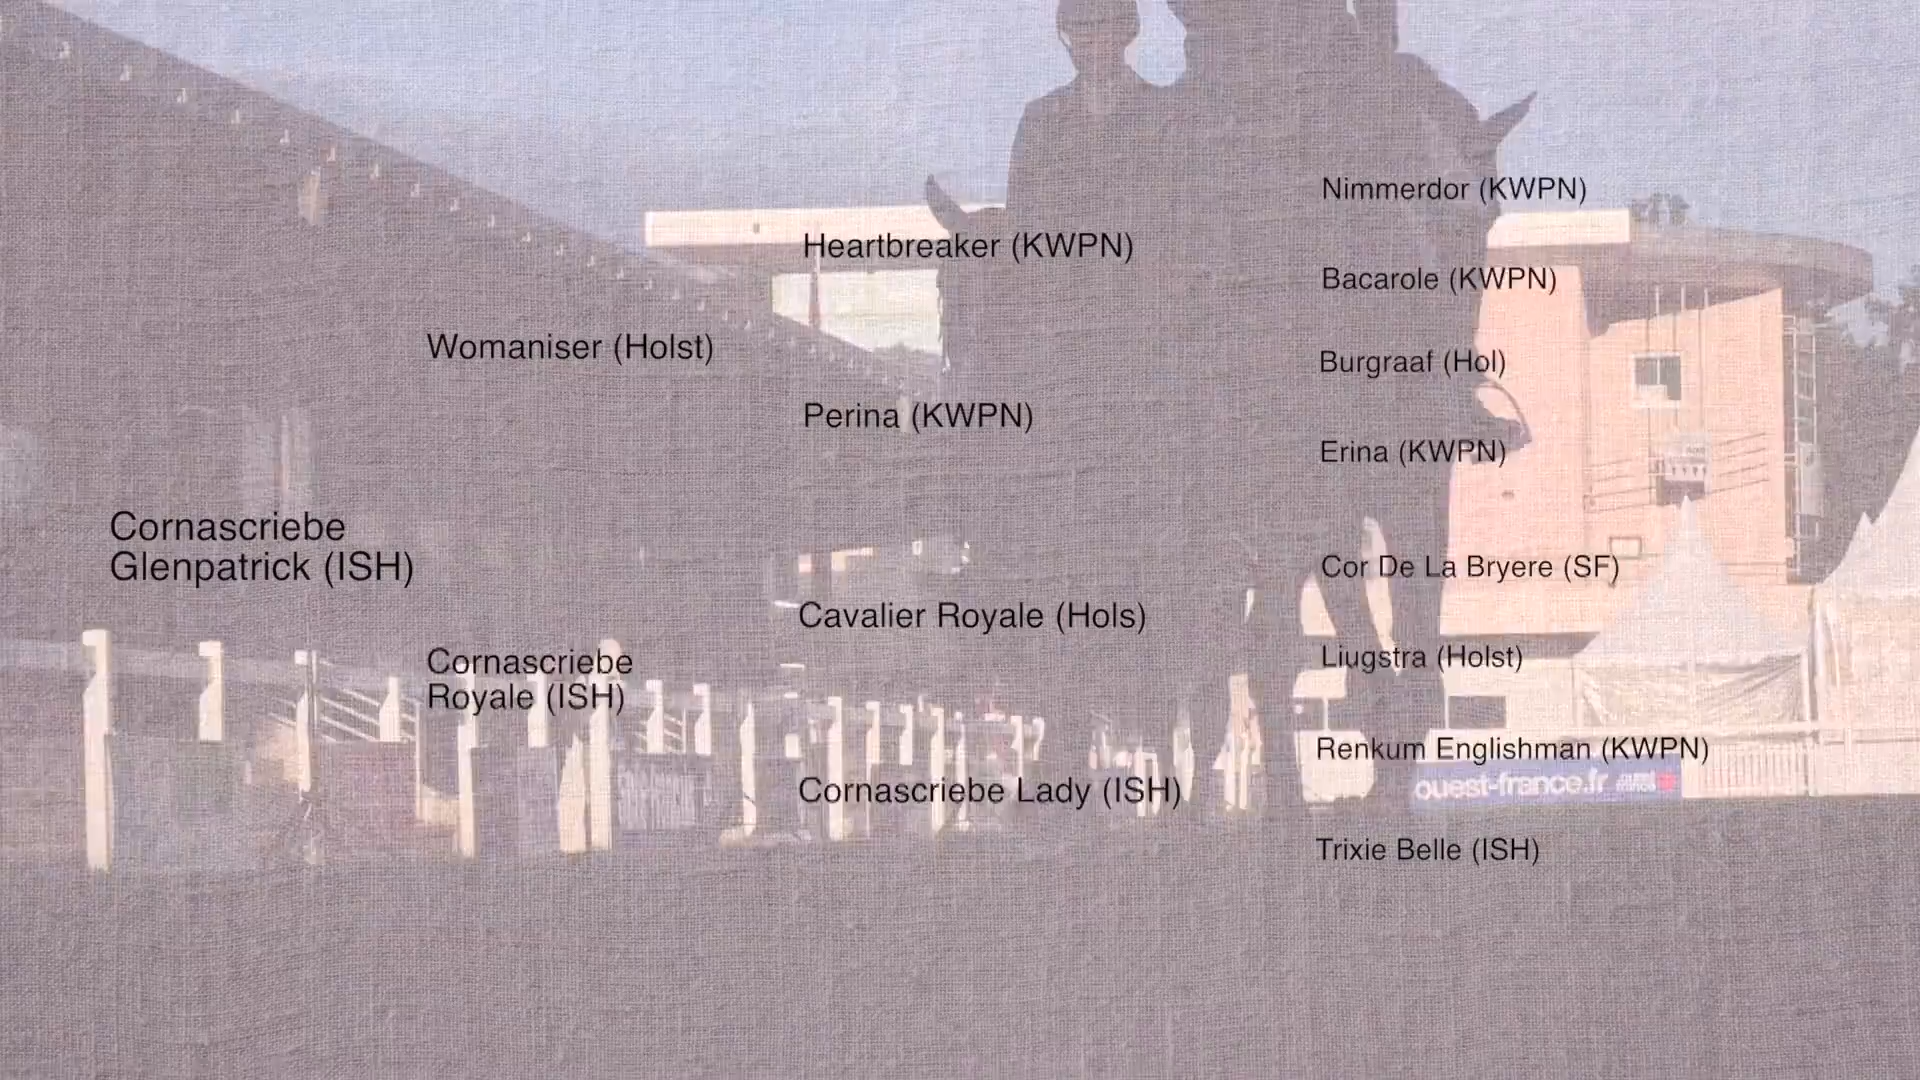 Nimmerdor (KWPN)
Heartbreaker (KWPN)
Bacarole (KWPN)
Womaniser (Holst)
Burgraaf (Hol)
Perina (KWPN)
Erina (KWPN)
Cornascriebe
Glenpatrick (ISH)
Cor De La Bryere (SF)
Cavalier Royale (Hols)
Liugstra (Holst)
Cornascriebe
Royale (ISH)
Renkum Englishman (KWPN)
Cornascriebe Lady (ISH)
ouest-france.fr
Trixie Belle (ISH)